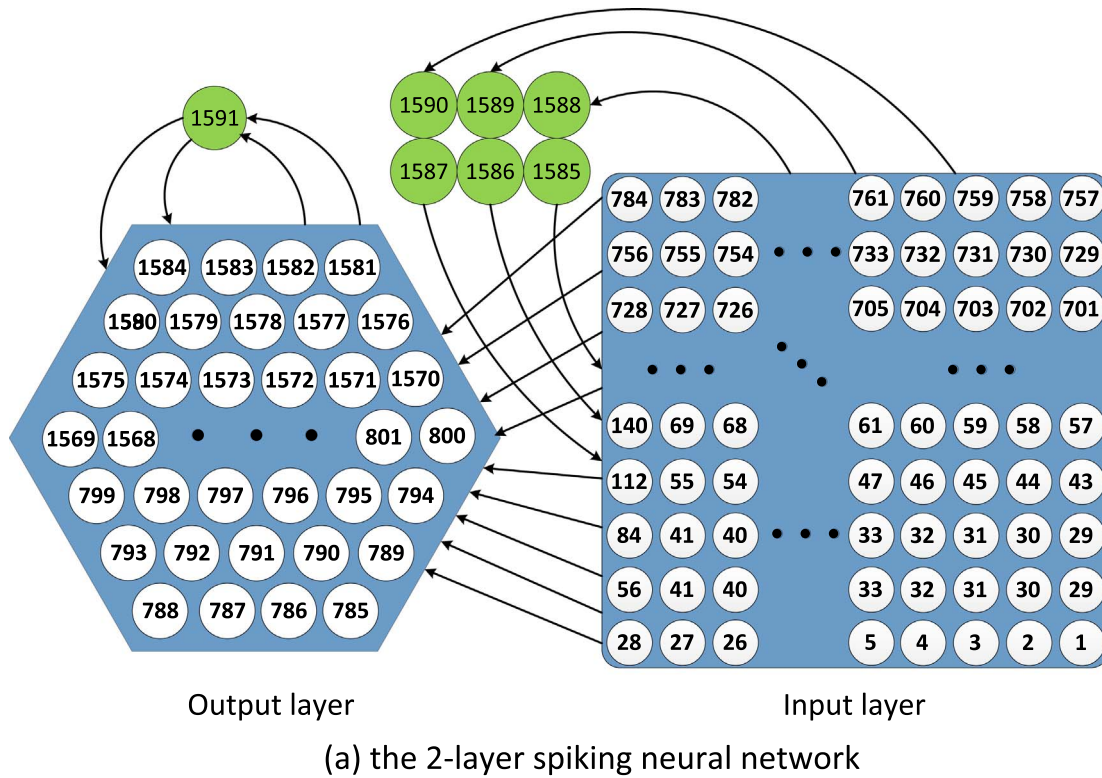 1591
1590 1589 1588
1587 1586 1585
1584 1583 1582 1581
1580 1579 1578 1577 1576
1575 1574 1573 1572 1571 1570
1569 1568 • • • 801 800
799 798 797 796 795 794
793 792 791 790 789
788 787 786 785
784 783 782 761 760 759 758 757
756 755 754 • • • 733 732 731 730 729
728 727 726 705 704 703 702 701
• • • • • • • • •
140 69 68 61 60 59 58 57
112 55 54 47 46 45 44 43
84 41 40 • • • 33 32 31 30 29
56 41 40 33 32 31 30 29
28 27 26 5 4 3 2 1
Output layer
Input layer
(a) the 2-layer spiking neural network